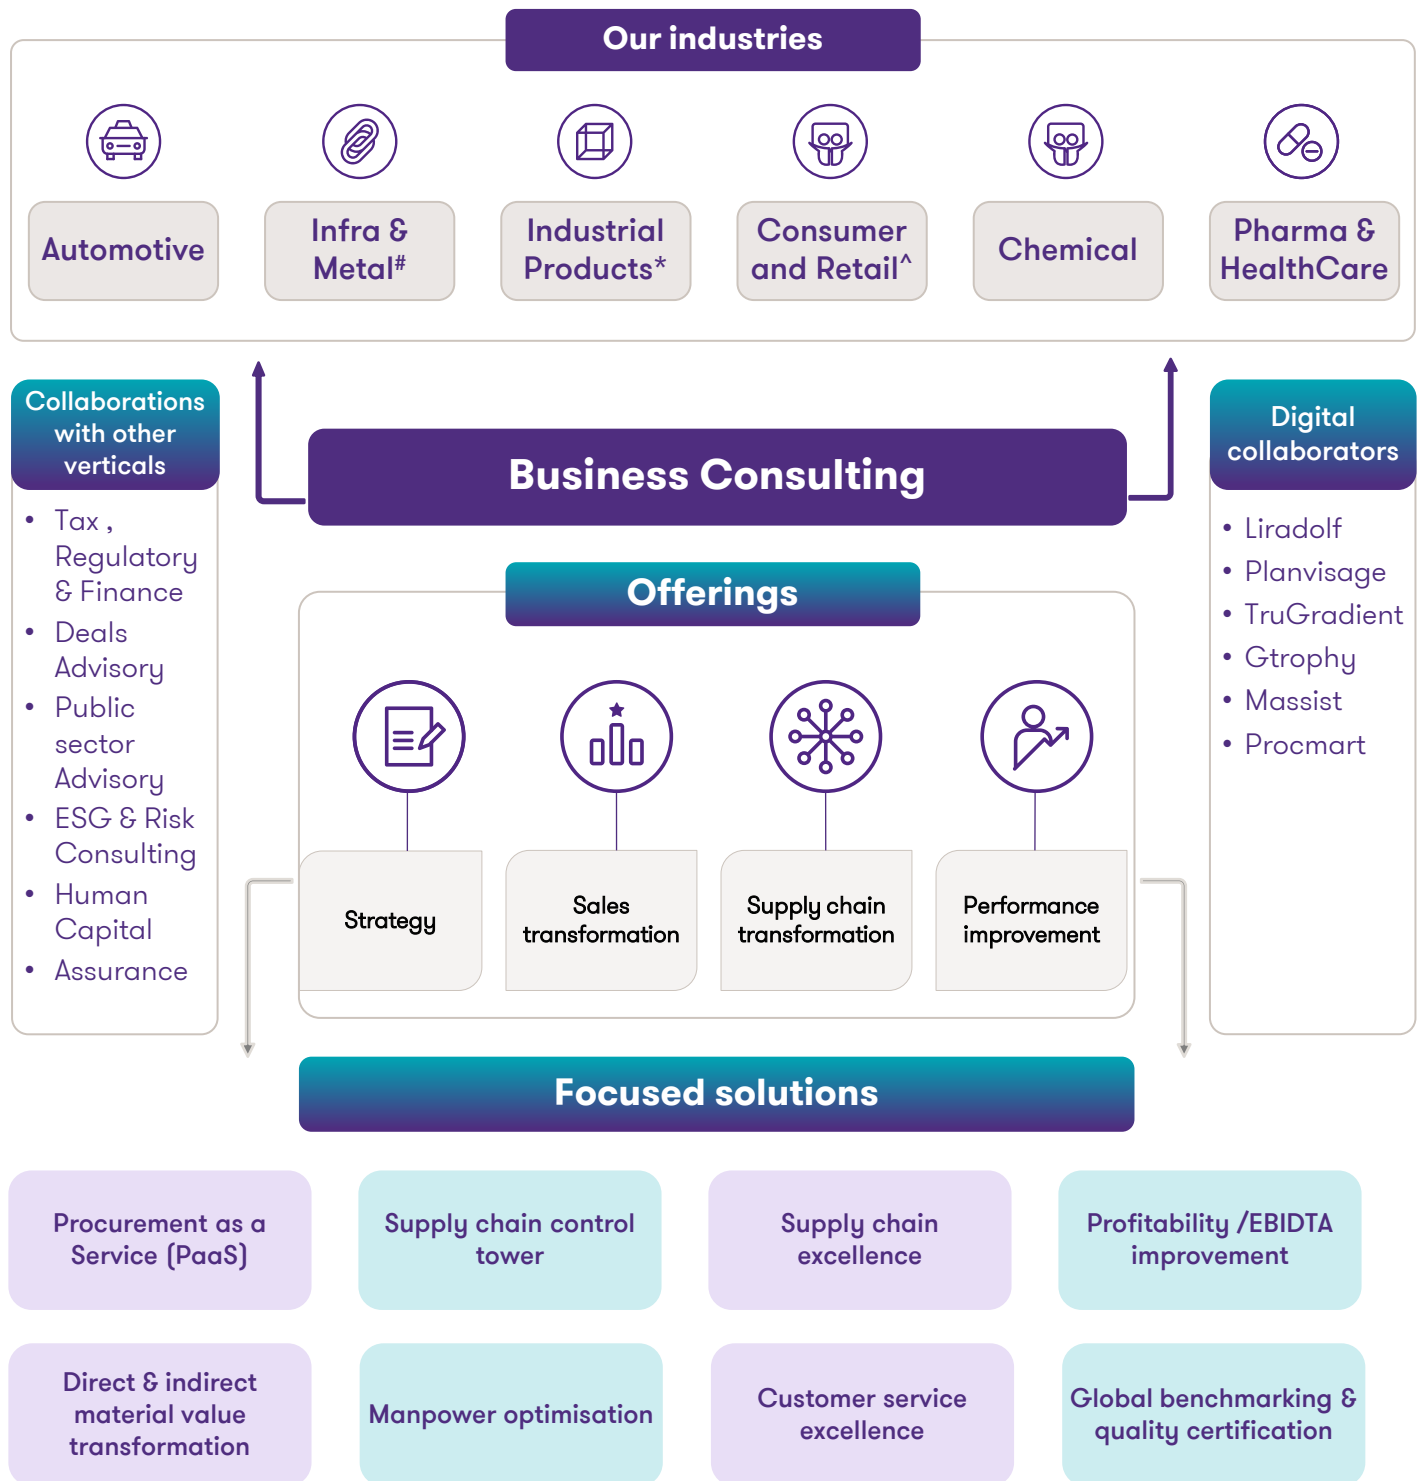 Our industries
Automotive
Infra &
Metal#
Industrial
Products*
Consumer
and Retail^
Chemical
Pharma &
HealthCare
Collaborations
with other
verticals
• Tax ,
Regulatory
& Finance
• Deals
Advisory
• Public
sector
Advisory
• ESG & Risk
Consulting
• Human
Capital
• Assurance
Business Consulting
Digital
collaborators
• Liradolf
• Planvisage
• TruGradient
• Gtrophy
• Massist
• Procmart
Offerings
Strategy
Sales
transformation
Supply chain
transformation
Performance
improvement
Focused solutions
Procurement as a
Service (PaaS)
Supply chain control
tower
Supply chain
excellence
Profitability /EBIDTA
improvement
Direct & indirect
material value
transformation
Manpower optimisation
Customer service
excellence
Global benchmarking &
quality certification